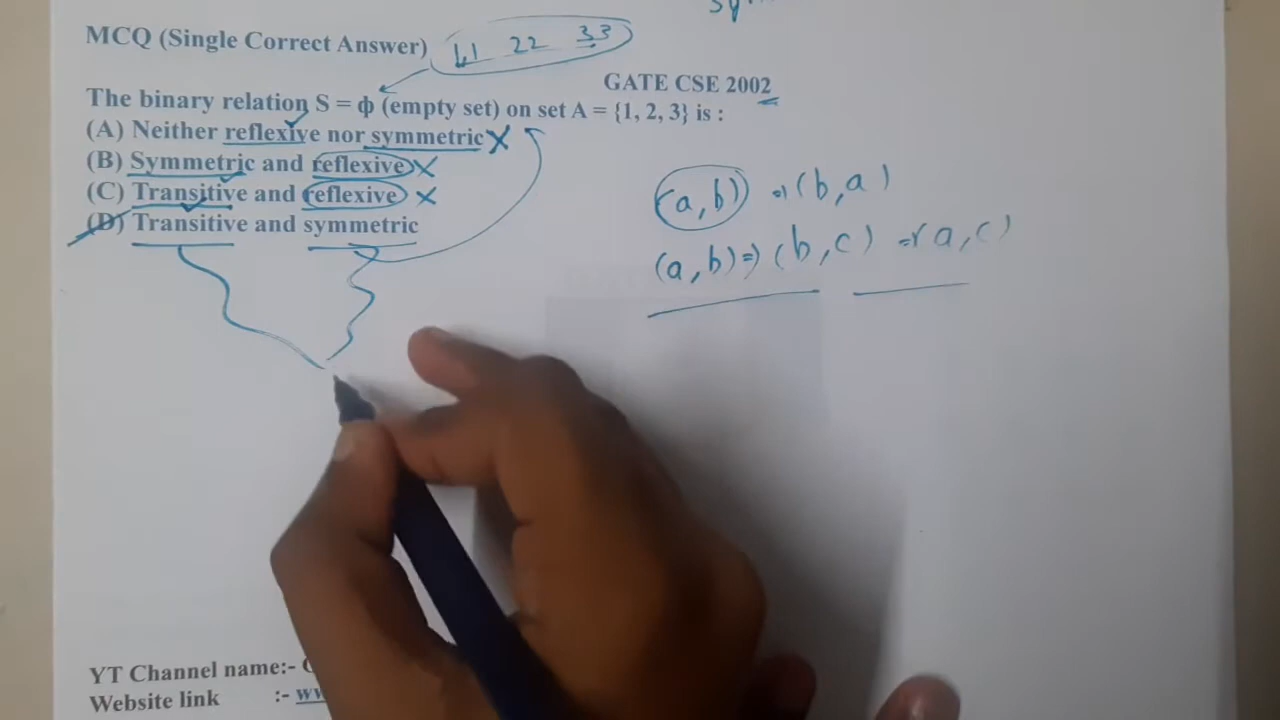 sy
MCQ (Single Correct Answer) 11 22 33
GATE CSE 2002
The binary relation S = ϕ (empty set) on set A = {1, 2, 3} is :
(A) Neither reflexive nor symmetric
(B) Symmetric and reflexive
(C) Transitive and reflexive
(D) Transitive and symmetric
(a,b) ⇒ (b,a)
(a,b) ⇒ (b,c) ⇒ (a,c)
YT Channel name:-
Website link :- ww